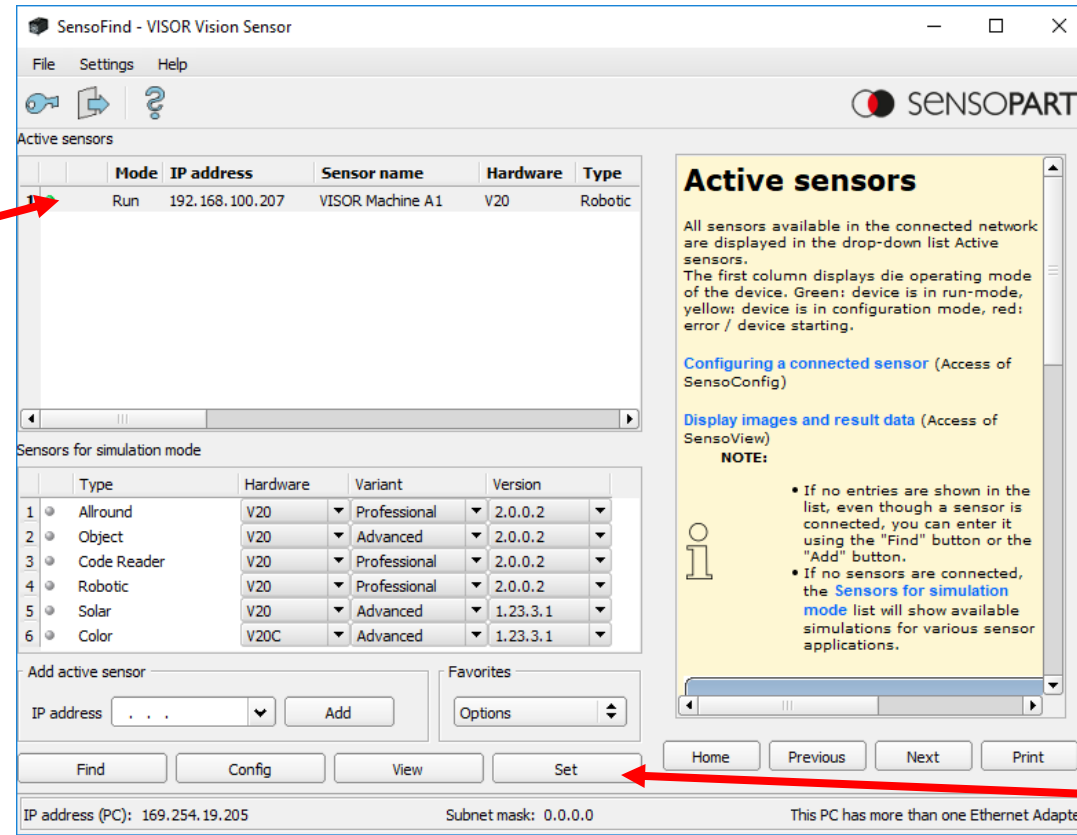 SensoFind - VISOR Vision Sensor
File Settings Help
SENSOPART
Active sensors
Mode IP address Sensor name Hardware Type
1 Run 192.168.100.207 VISOR Machine A1 V20 Robotic
Sensors for simulation mode
Type Hardware Variant Version
1 Allround V20 Professional 2.0.0.2
2 Object V20 Advanced 2.0.0.2
3 Code Reader V20 Professional 2.0.0.2
4 Robotic V20 Professional 2.0.0.2
5 Solar V20 Advanced 1.23.3.1
6 Color V20C Advanced 1.23.3.1
Add active sensor
IP address . . . Add
Favorites
Options
Find Config View Set
Active sensors
All sensors available in the connected network
are displayed in the drop-down list Active
sensors.
The first column displays die operating mode
of the device. Green: device is in run-mode,
yellow: device is in configuration mode, red:
error / device starting.
Configuring a connected sensor (Access of
SensoConfig)
Display images and result data (Access of
SensoView)
NOTE:
• If no entries are shown in the
list, even though a sensor is
connected, you can enter it
using the "Find" button or the
"Add" button.
• If no sensors are connected,
the Sensors for simulation
mode list will show available
simulations for various sensor
applications.
Home Previous Next Print
IP address (PC): 169.254.19.205 Subnet mask: 0.0.0.0 This PC has more than one Ethernet Adapte